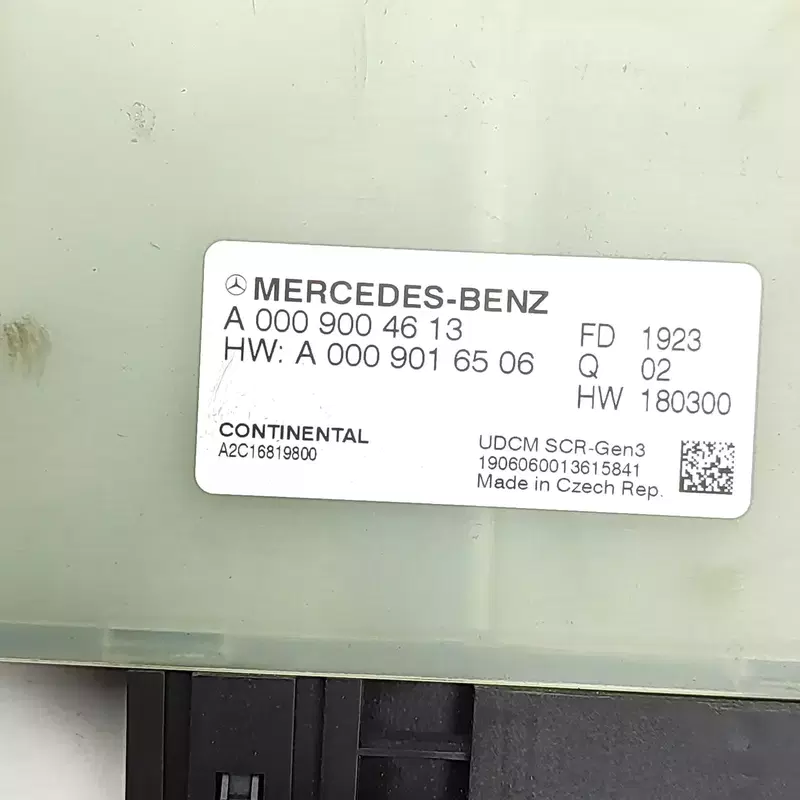 MERCEDES-BENZ
A 000 900 46 13
HW: A 000 901 65 06
FD 1923
Q 02
HW 180300
CONTINENTAL
A2C16819800
UDCM SCR-Gen3
1906060013615841
Made in Czech Rep.